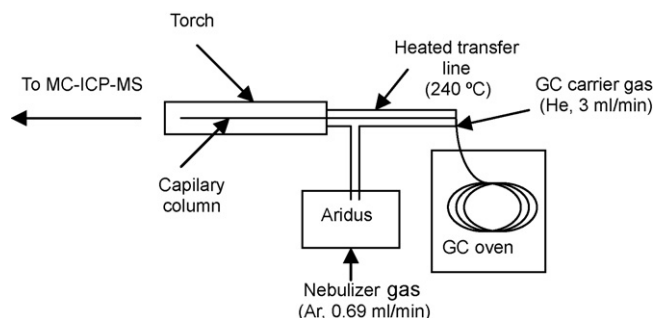 Torch
To MC-ICP-MS
Heated transfer
line
(240 ºC)
GC carrier gas
(He, 3 ml/min)
Capilary
column
Aridus
GC oven
Nebulizer gas
(Ar, 0.69 ml/min)